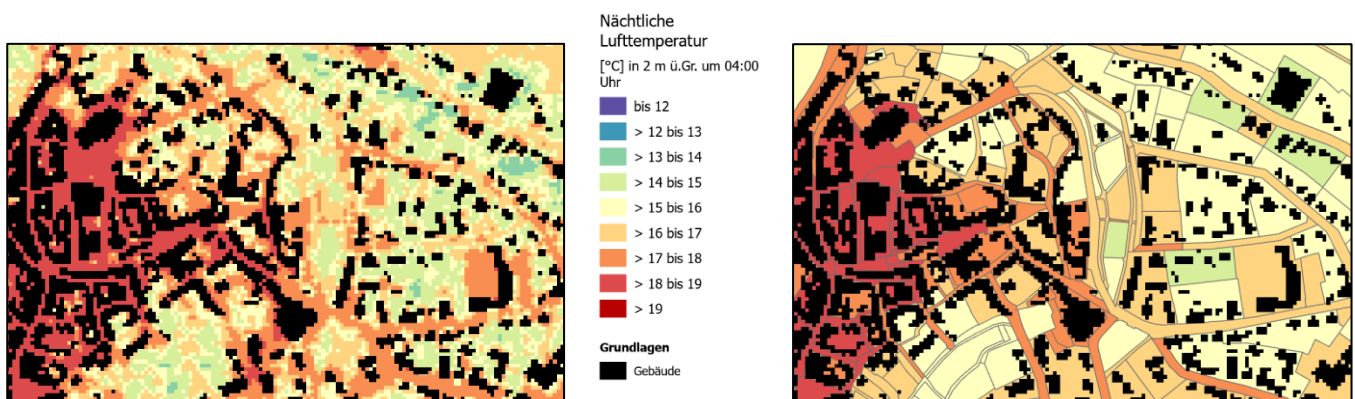 Nächtliche
Lufttemperatur
[°C] in 2 m ü.Gr. um 04:00
Uhr
bis 12
> 12 bis 13
> 13 bis 14
> 14 bis 15
> 15 bis 16
> 16 bis 17
> 17 bis 18
> 18 bis 19
> 19
Grundlagen
Gebäude